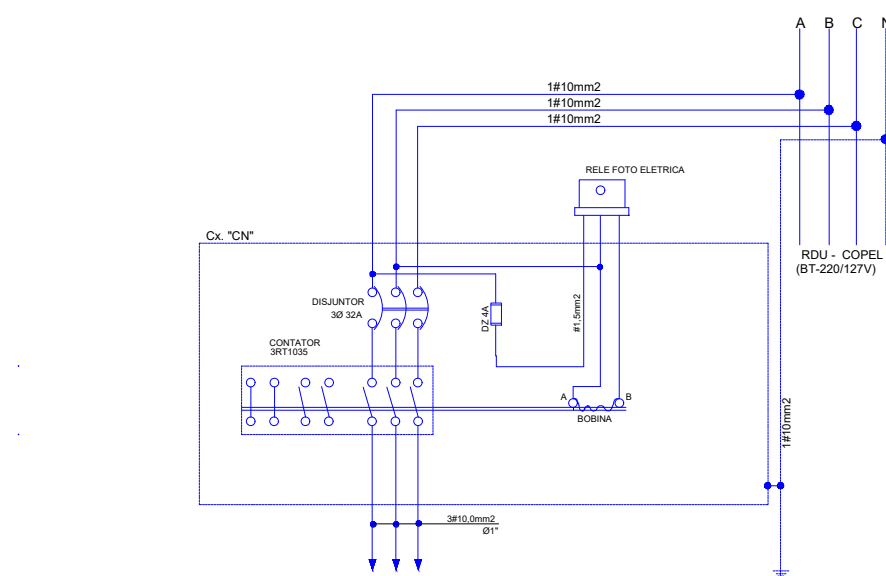 A B C N
1#10mm2
1#10mm2
1#10mm2
RELE FOTO ELETRICA
Cx. "CN"
RDU - COPEL
(BT-220/127V)
DISJUNTOR
3Ø 32A
DZ 4A
#1,5mm2
CONTATOR
3RT1035
A B
BOBINA
1#10mm2
3#10,0mm2
Ø1"